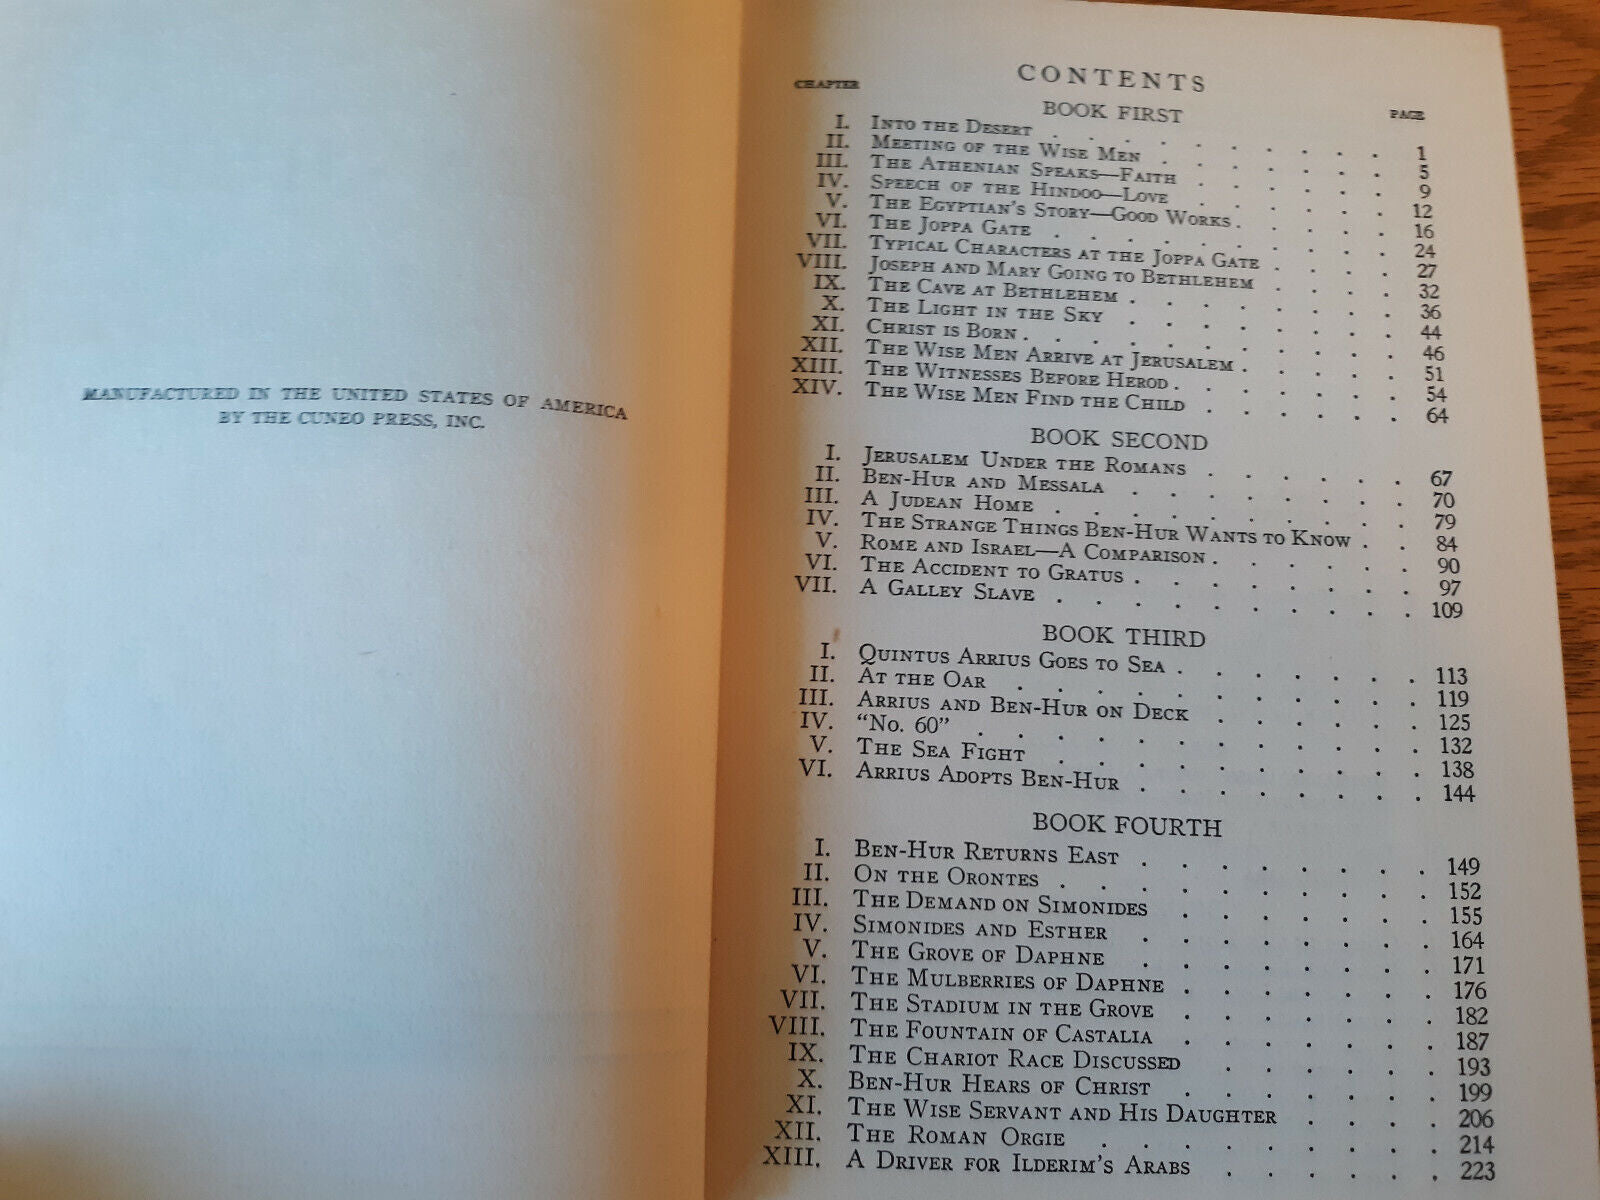 MANUFACTURED IN THE UNITED STATES OF AMERICA
BY THE CUNEO PRESS, INC.
CONTENTS
CHAPTER PAGE
BOOK FIRST
I. INTO THE DESERT . . . . . . . . . 1
II. MEETING OF THE WISE MEN . . . . . . 5
III. THE ATHENIAN SPEAKS—FAITH . . . . . 9
IV. SPEECH OF THE HINDOO—LOVE . . . . . 12
V. THE EGYPTIAN'S STORY—GOOD WORKS . . . . 16
VI. THE JOPPA GATE . . . . . . . . . 24
VII. TYPICAL CHARACTERS AT THE JOPPA GATE . . . . 27
VIII. JOSEPH AND MARY GOING TO BETHLEHEM . . . . 32
IX. THE CAVE AT BETHLEHEM . . . . . . . 36
X. THE LIGHT IN THE SKY . . . . . . . 44
XI. CHRIST IS BORN . . . . . . . . . . 46
XII. THE WISE MEN ARRIVE AT JERUSALEM . . . . 51
XIII. THE WITNESSES BEFORE HEROD . . . . . . 54
XIV. THE WISE MEN FIND THE CHILD . . . . . 64
BOOK SECOND
I. JERUSALEM UNDER THE ROMANS . . . . . . 67
II. BEN-HUR AND MESSALA . . . . . . . 70
III. A JUDEAN HOME . . . . . . . . . 79
IV. THE STRANGE THINGS BEN-HUR WANTS TO KNOW . . 84
V. ROME AND ISRAEL—A COMPARISON . . . . . . 90
VI. THE ACCIDENT TO GRATUS . . . . . . . . 97
VII. A GALLEY SLAVE . . . . . . . . . . 109
BOOK THIRD
I. QUINTUS ARRIUS GOES TO SEA . . . . . . . 113
II. AT THE OAR . . . . . . . . . . . 119
III. ARRIUS AND BEN-HUR ON DECK . . . . . . 125
IV. "NO. 60" . . . . . . . . . . . . 132
V. THE SEA FIGHT . . . . . . . . . . 138
VI. ARRIUS ADOPTS BEN-HUR . . . . . . . . 144
BOOK FOURTH
I. BEN-HUR RETURNS EAST . . . . . . . . 149
II. ON THE ORONTES . . . . . . . . . . 152
III. THE DEMAND ON SIMONIDES . . . . . . . 155
IV. SIMONIDES AND ESTHER . . . . . . . . 164
V. THE GROVE OF DAPHNE . . . . . . . . 171
VI. THE MULBERRIES OF DAPHNE . . . . . . . 176
VII. THE STADIUM IN THE GROVE . . . . . . . 182
VIII. THE FOUNTAIN OF CASTALIA . . . . . . . 187
IX. THE CHARIOT RACE DISCUSSED . . . . . . 193
X. BEN-HUR HEARS OF CHRIST . . . . . . . 199
XI. THE WISE SERVANT AND HIS DAUGHTER . . . . 206
XII. THE ROMAN ORGIE . . . . . . . . . 214
XIII. A DRIVER FOR ILDERIM'S ARABS . . . . . . 223